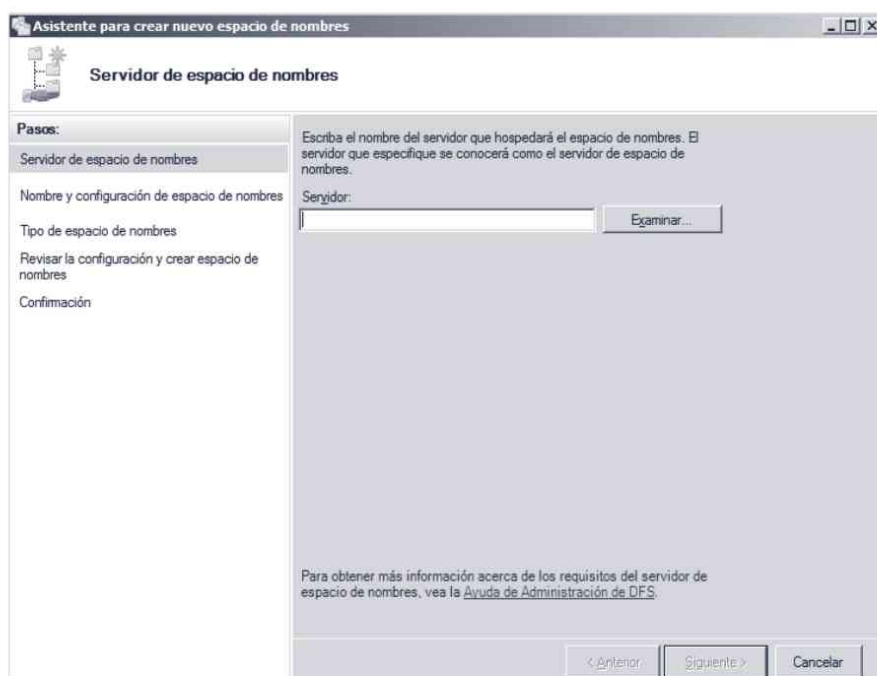 Asistente para crear nuevo espacio de nombres
Servidor de espacio de nombres
Pasos:
Servidor de espacio de nombres
Nombre y configuración de espacio de nombres
Tipo de espacio de nombres
Revisar la configuración y crear espacio de
nombres
Confirmación
Escriba el nombre del servidor que hospedará el espacio de nombres. El
servidor que especifique se conocerá como el servidor de espacio de
nombres.
Servidor:
Examinar...
Para obtener más información acerca de los requisitos del servidor de
espacio de nombres, vea la Ayuda de Administración de DFS.
< Anterior
Siguiente >
Cancelar